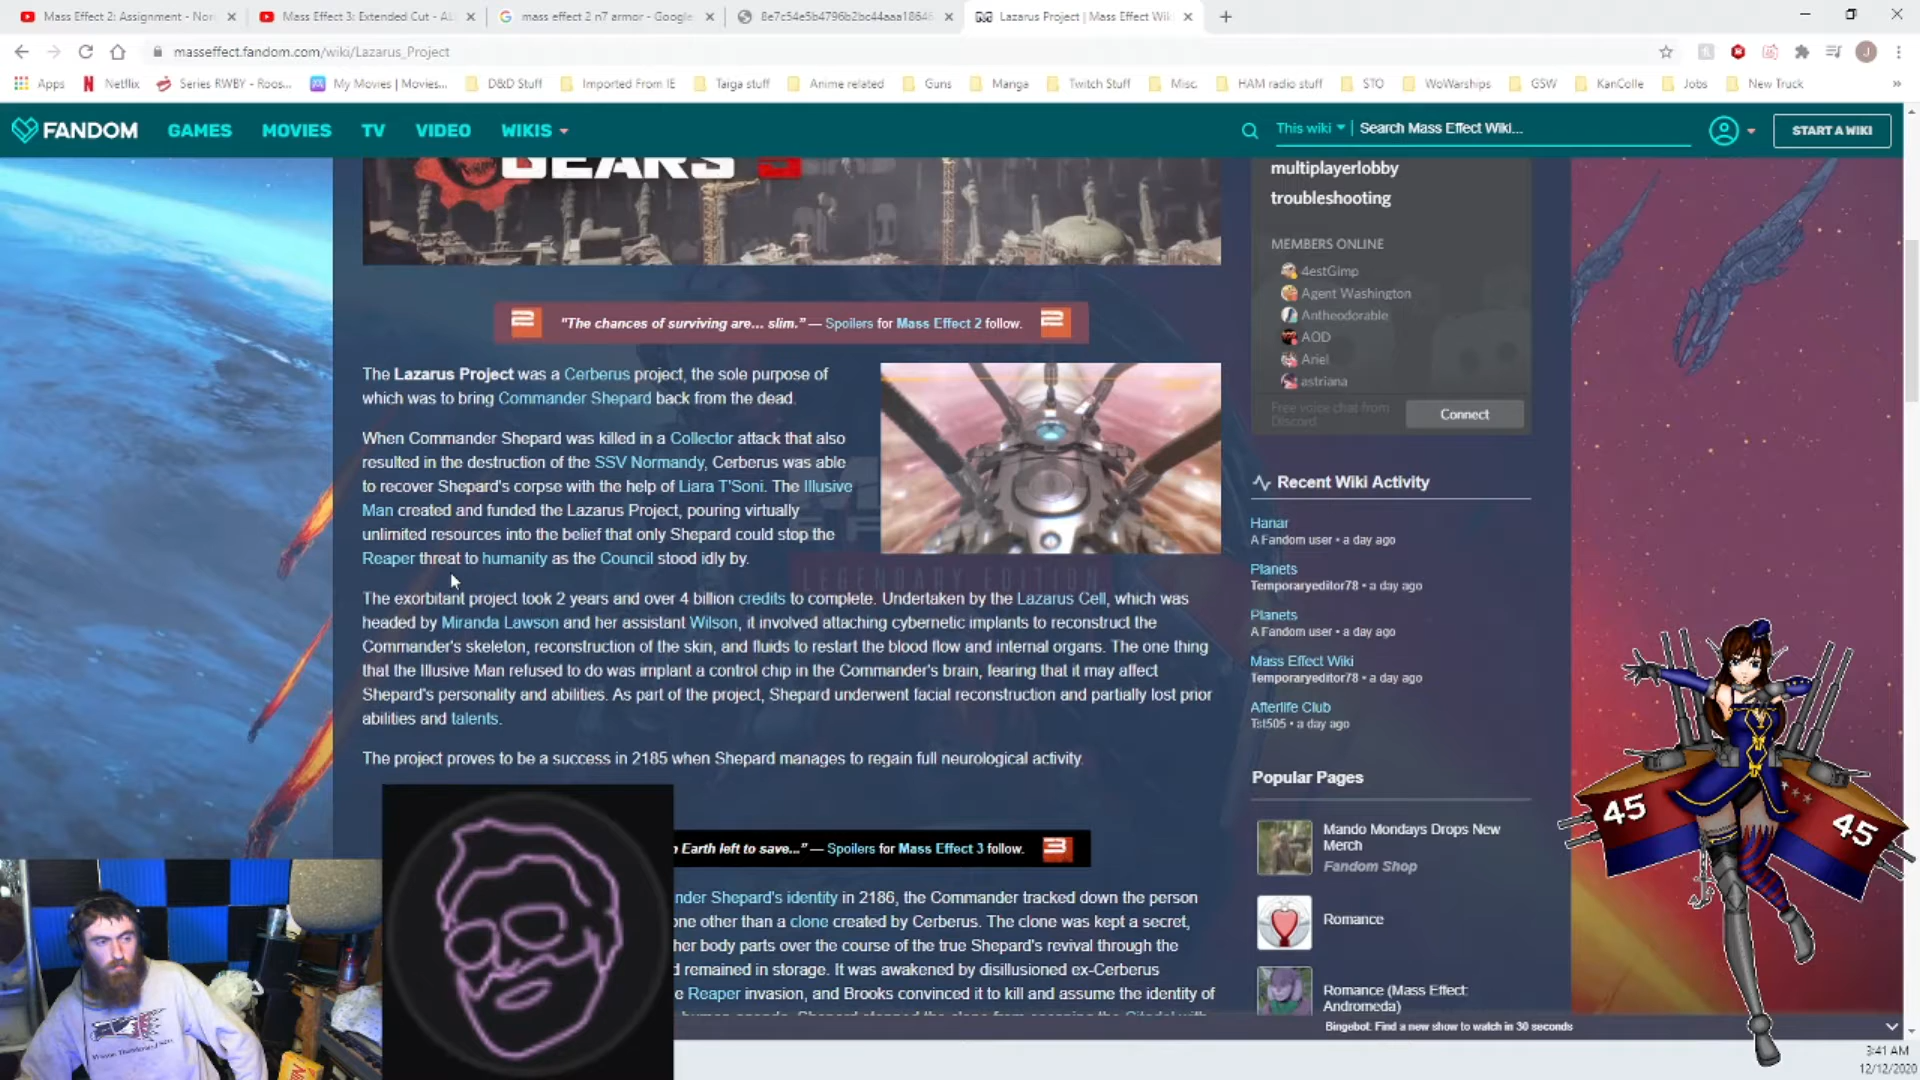 Mass Effect 2: Assignment - Nor
Mass Effect 3: Extended Cut - AL
mass effect 2 n7 armor - Google
8e7c54e5b4796b2bc44aaa18646
Lazarus Project | Mass Effect Wiki
masseffect.fandom.com/wiki/Lazarus_Project
J
Apps
Netflix
Series RWBY - Roos...
My Movies | Movies...
D&D Stuff
Imported From IE
Taiga stuff
Anime related
Guns
Manga
Twitch Stuff
Misc.
HAM radio stuff
STO
WoWarships
GSW
KanColle
Jobs
New Truck
»
FANDOM
GAMES
MOVIES
TV
VIDEO
WIKIS
This wiki
Search Mass Effect Wiki...
START A WIKI
GEARS 5
2 "The chances of surviving are... slim." — Spoilers for Mass Effect 2 follow. 2
The Lazarus Project was a Cerberus project, the sole purpose of
which was to bring Commander Shepard back from the dead.
When Commander Shepard was killed in a Collector attack that also
resulted in the destruction of the SSV Normandy, Cerberus was able
to recover Shepard's corpse with the help of Liara T'Soni. The Illusive
Man created and funded the Lazarus Project, pouring virtually
unlimited resources into the belief that only Shepard could stop the
Reaper threat to humanity as the Council stood idly by.
LEGENDARY EDITION
The exorbitant project took 2 years and over 4 billion credits to complete. Undertaken by the Lazarus Cell, which was
headed by Miranda Lawson and her assistant Wilson, it involved attaching cybernetic implants to reconstruct the
Commander's skeleton, reconstruction of the skin, and fluids to restart the blood flow and internal organs. The one thing
that the Illusive Man refused to do was implant a control chip in the Commander's brain, fearing that it may affect
Shepard's personality and abilities. As part of the project, Shepard underwent facial reconstruction and partially lost prior
abilities and talents.
The project proves to be a success in 2185 when Shepard manages to regain full neurological activity.
Earth left to save..." — Spoilers for Mass Effect 3 follow. 3
nder Shepard's identity in 2186, the Commander tracked down the person
one other than a clone created by Cerberus. The clone was kept a secret,
her body parts over the course of the true Shepard's revival through the
d remained in storage. It was awakened by disillusioned ex-Cerberus
e Reaper invasion, and Brooks convinced it to kill and assume the identity of
multiplayerlobby
troubleshooting
MEMBERS ONLINE
4estGimp
Agent Washington
Antheodorable
AOD
Ariel
astriana
Free voice chat from
Discord
Connect
Recent Wiki Activity
Hanar
A Fandom user • a day ago
Planets
Temporaryeditor78 • a day ago
Planets
A Fandom user • a day ago
Mass Effect Wiki
Temporaryeditor78 • a day ago
Afterlife Club
Tst505 • a day ago
Popular Pages
Mando Mondays Drops New
Merch
Fandom Shop
Romance
Romance (Mass Effect:
Andromeda)
Bingebot: Find a new show to watch in 30 seconds
45
45
3:41 AM
12/12/2020